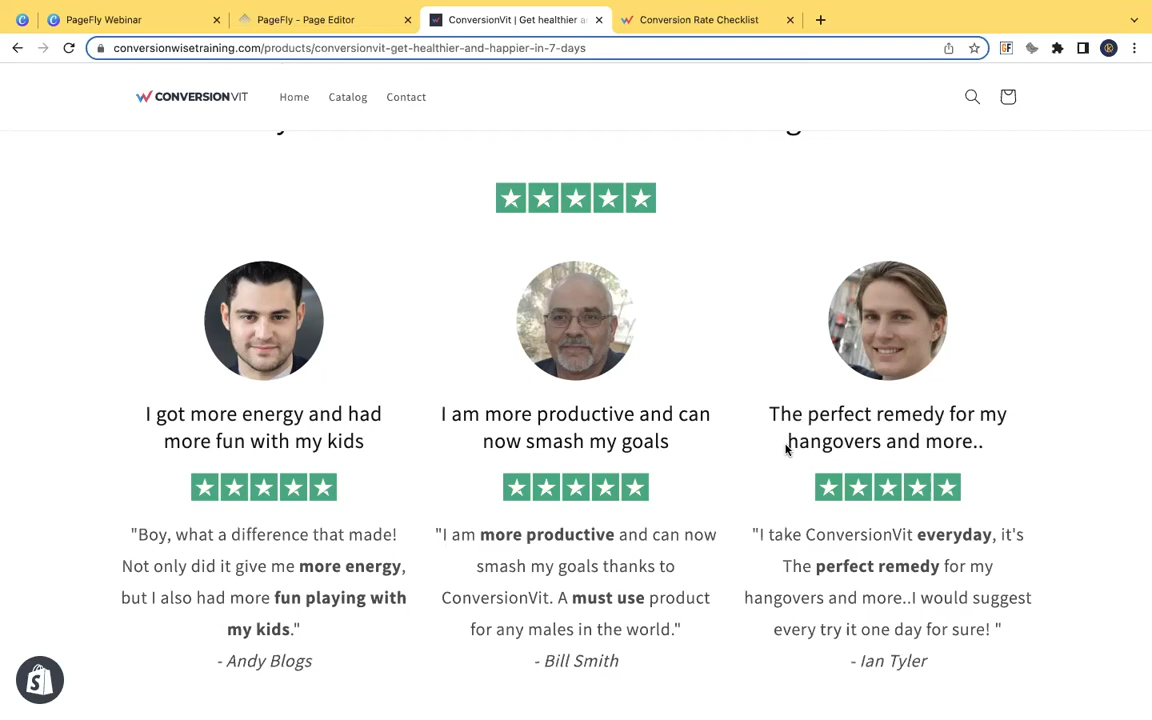 PageFly Webinar
PageFly - Page Editor
ConversionVit | Get healthier a
Conversion Rate Checklist
conversionwisetraining.com/products/conversionvit-get-healthier-and-happier-in-7-days
GF
CONVERSIONVIT
Home
Catalog
Contact
I got more energy and had
more fun with my kids
"Boy, what a difference that made!
Not only did it give me more energy,
but I also had more fun playing with
my kids."
- Andy Blogs
I am more productive and can
now smash my goals
"I am more productive and can now
smash my goals thanks to
ConversionVit. A must use product
for any males in the world."
- Bill Smith
The perfect remedy for my
hangovers and more..
"I take ConversionVit everyday, it's
The perfect remedy for my
hangovers and more..I would suggest
every try it one day for sure! "
- Ian Tyler